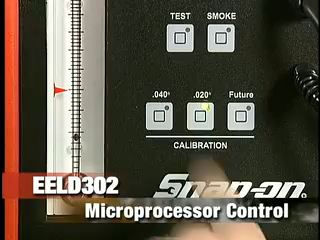 TEST SMOKE
.040" .020" Future
CALIBRATION
Snap-on
EELD302
Microprocessor Control